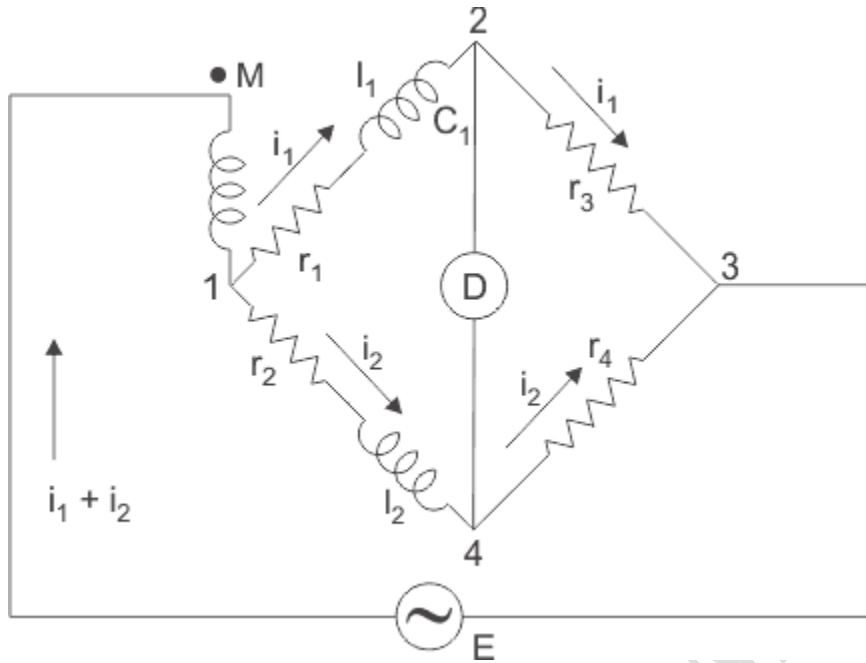 2
M
l₁
C₁
i₁
i₁
r₃
r₁
1
D
3
r₂
i₂
r₄
i₂
l₂
i₁ + i₂
4
E